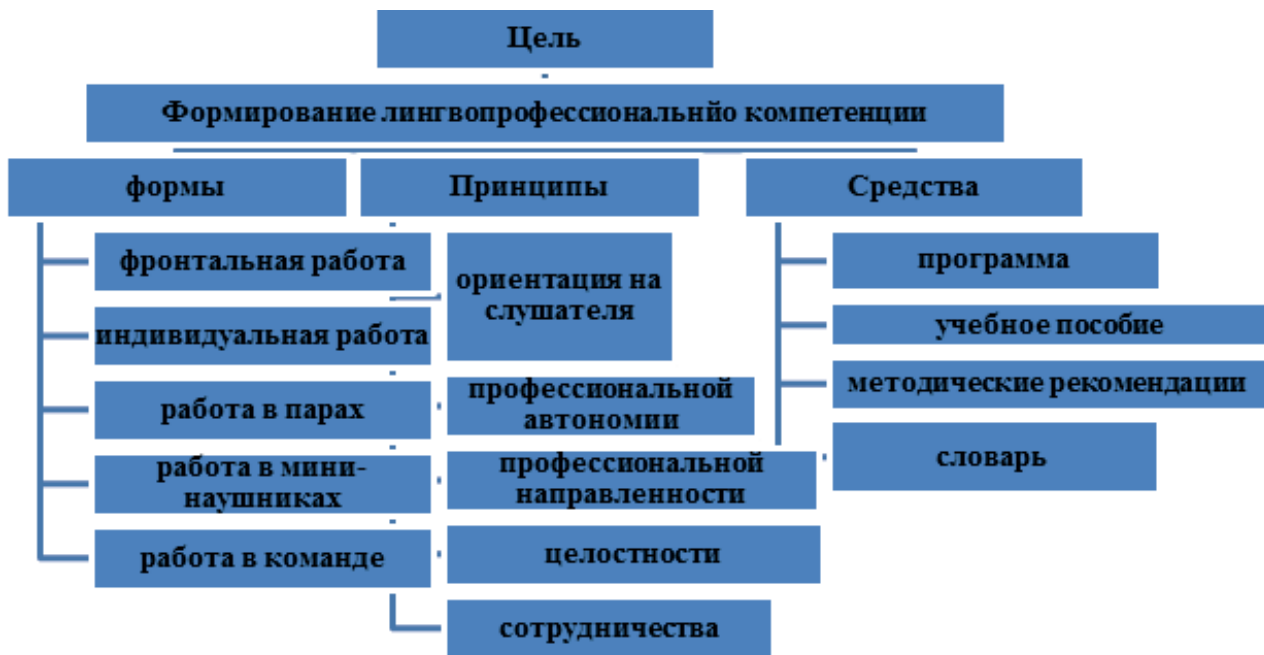 Цель
Формирование лингвопрофессиональнйо компетенции
формы
фронтальная работа
индивидуальная работа
работа в парах
работа в мини-
наушниках
работа в команде
Принципы
ориентация на
слушателя
профессиональной
автономии
профессиональной
направленности
целостности
сотрудничества
Средства
программа
учебное пособие
методические рекомендации
словарь